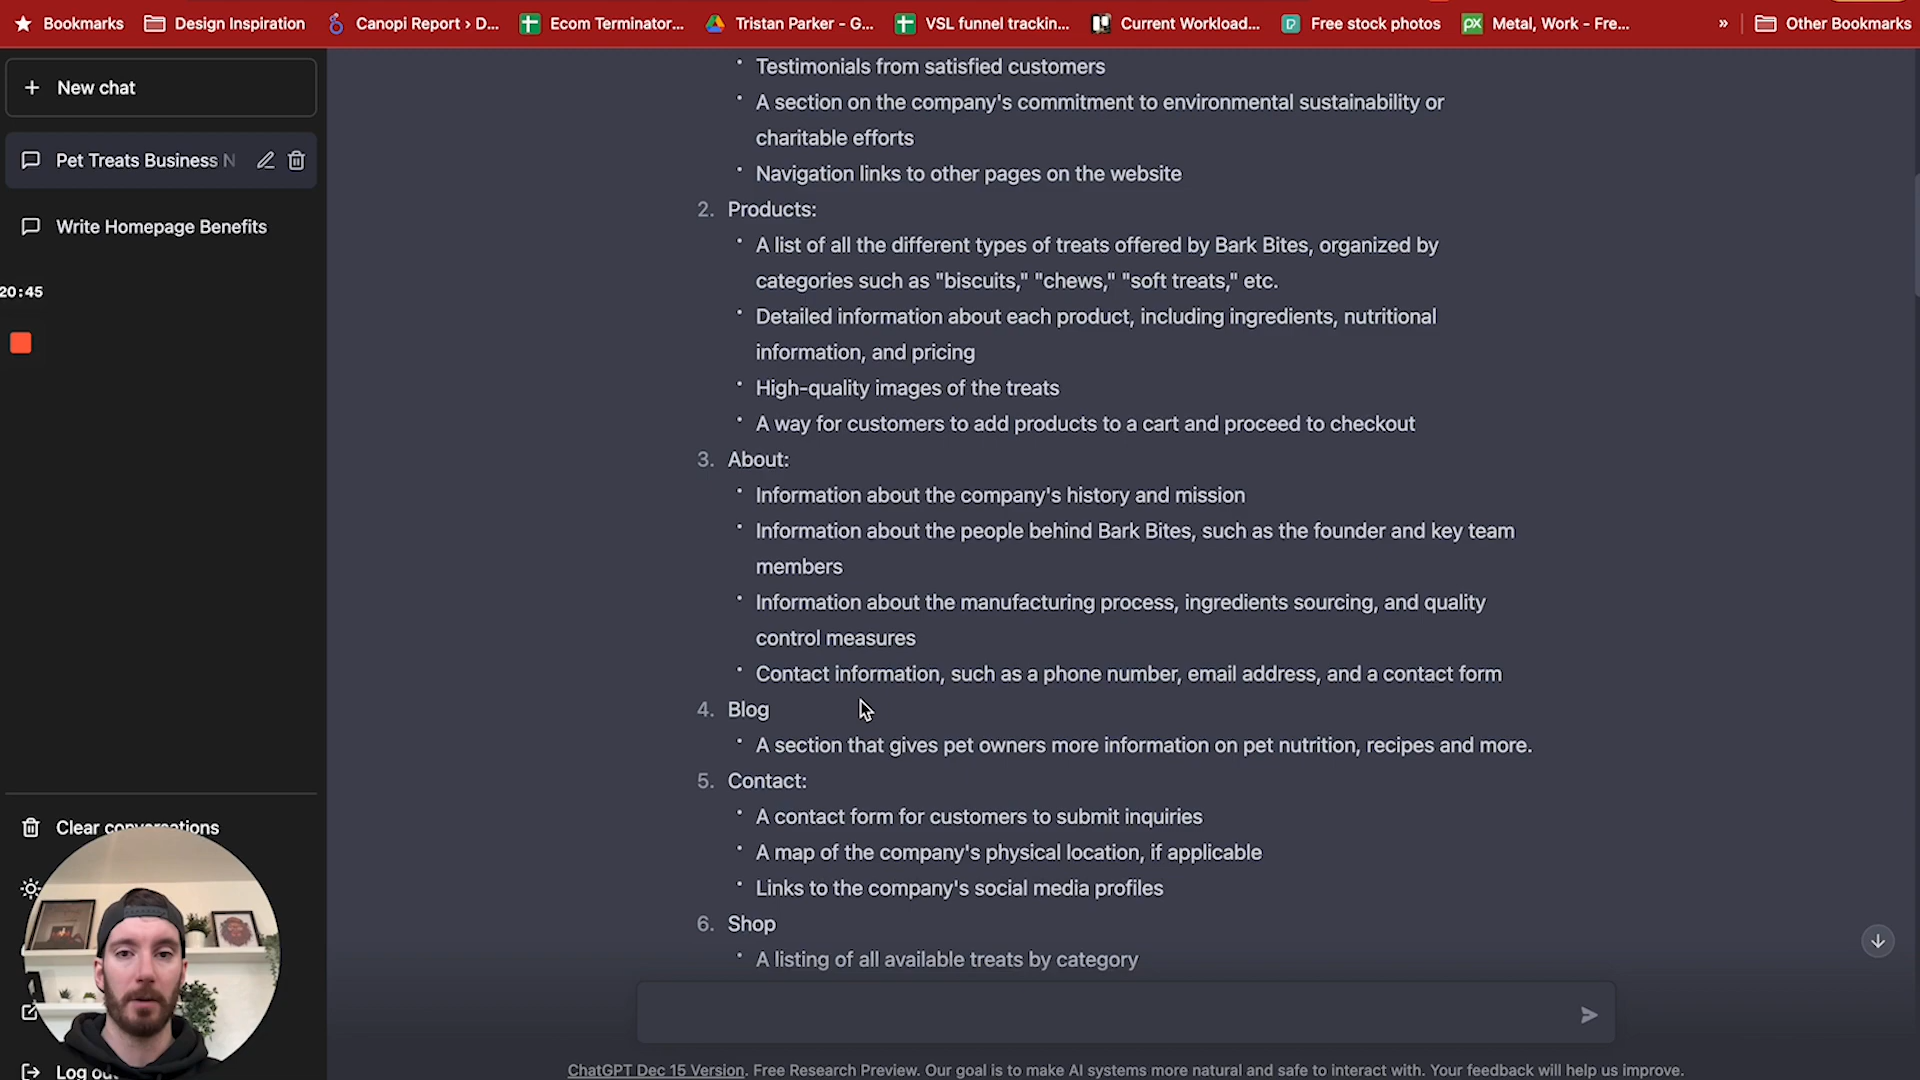 Bookmarks
Design Inspiration
Canopi Report › D...
Ecom Terminator...
Tristan Parker - G...
VSL funnel trackin...
Current Workload...
Free stock photos
Metal, Work - Fre...
»
Other Bookmarks
New chat
Pet Treats Business N
Write Homepage Benefits
20:45
Testimonials from satisfied customers
A section on the company's commitment to environmental sustainability or
charitable efforts
Navigation links to other pages on the website
2. Products:
A list of all the different types of treats offered by Bark Bites, organized by
categories such as "biscuits," "chews," "soft treats," etc.
Detailed information about each product, including ingredients, nutritional
information, and pricing
High-quality images of the treats
A way for customers to add products to a cart and proceed to checkout
3. About:
Information about the company's history and mission
Information about the people behind Bark Bites, such as the founder and key team
members
Information about the manufacturing process, ingredients sourcing, and quality
control measures
Contact information, such as a phone number, email address, and a contact form
4. Blog
A section that gives pet owners more information on pet nutrition, recipes and more.
5. Contact:
A contact form for customers to submit inquiries
A map of the company's physical location, if applicable
Links to the company's social media profiles
6. Shop
A listing of all available treats by category
Clear conversations
Log out
ChatGPT Dec 15 Version. Free Research Preview. Our goal is to make AI systems more natural and safe to interact with. Your feedback will help us improve.